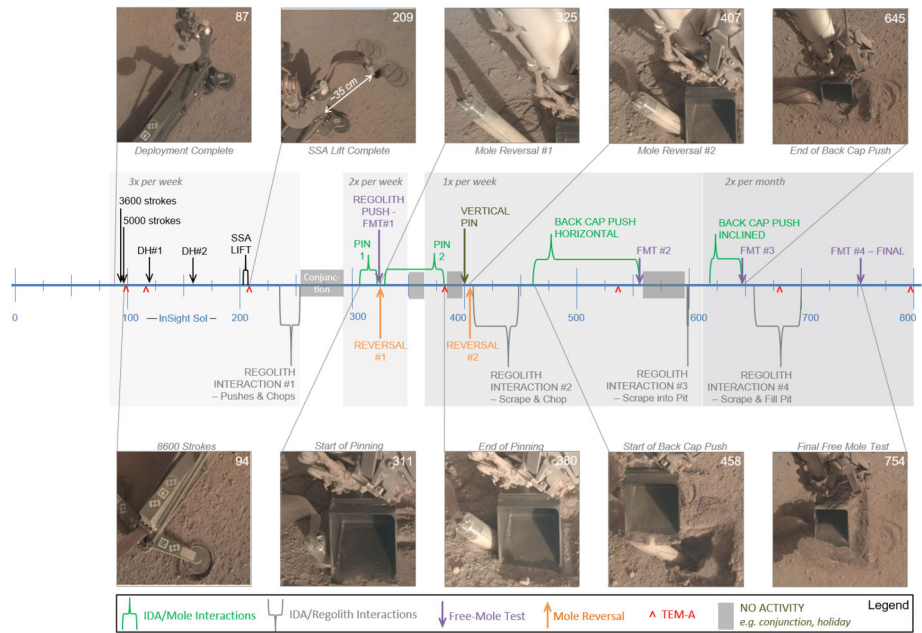 87
209
325
407
645
~35 cm
Deployment Complete
SSA Lift Complete
Mole Reversal #1
Mole Reversal #2
End of Back Cap Push
3x per week
2x per week
1x per week
2x per month
3600 strokes
5000 strokes
DH#1
DH#2
SSA
LIFT
Conjunc-
tion
REGOLITH
PUSH -
FMT#1
PIN
1
PIN
2
VERTICAL
PIN
BACK CAP PUSH
HORIZONTAL
FMT #2
BACK CAP PUSH
INCLINED
FMT #3
FMT #4 – FINAL
0
100
InSight Sol
200
300
400
500
600
700
800
REGOLITH
INTERACTION #1
– Pushes & Chops
REVERSAL
#1
REVERSAL
#2
REGOLITH
INTERACTION #2
– Scrape & Chop
REGOLITH
INTERACTION #3
– Scrape into Pit
REGOLITH
INTERACTION #4
– Scrape & Fill Pit
8600 Strokes
Start of Pinning
End of Pinning
Start of Back Cap Push
Final Free Mole Test
94
311
380
458
754
IDA/Mole Interactions
IDA/Regolith Interactions
Free-Mole Test
Mole Reversal
TEM-A
NO ACTIVITY
e.g. conjunction, holiday
Legend